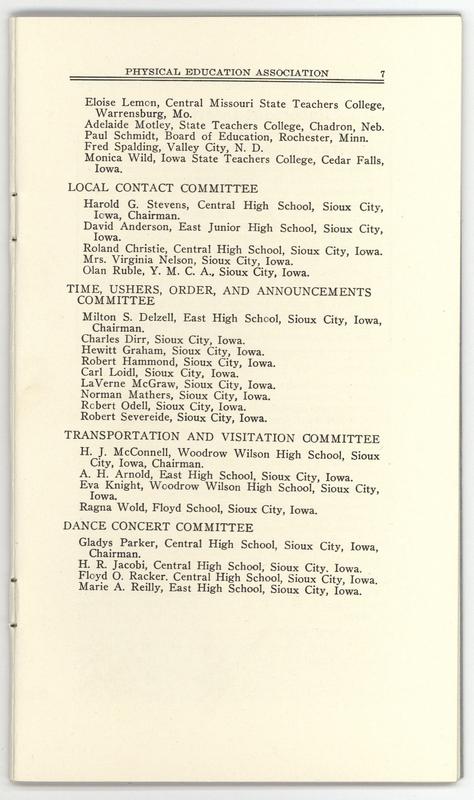 PHYSICAL EDUCATION ASSOCIATION 7
Eloise Lemon, Central Missouri State Teachers College,
Warrensburg, Mo.
Adelaide Motley, State Teachers College, Chadron, Neb.
Paul Schmidt, Board of Education, Rochester, Minn.
Fred Spalding, Valley City, N. D.
Monica Wild, Iowa State Teachers College, Cedar Falls,
Iowa.
LOCAL CONTACT COMMITTEE
Harold G. Stevens, Central High School, Sioux City,
Iowa, Chairman.
David Anderson, East Junior High School, Sioux City,
Iowa.
Roland Christie, Central High School, Sioux City, Iowa.
Mrs. Virginia Nelson, Sioux City, Iowa.
Olan Ruble, Y. M. C. A., Sioux City, Iowa.
TIME, USHERS, ORDER, AND ANNOUNCEMENTS
COMMITTEE
Milton S. Delzell, East High School, Sioux City, Iowa,
Chairman.
Charles Dirr, Sioux City, Iowa.
Hewitt Graham, Sioux City, Iowa.
Robert Hammond, Sioux City, Iowa.
Carl Loidl, Sioux City, Iowa.
LaVerne McGraw, Sioux City, Iowa.
Norman Mathers, Sioux City, Iowa.
Robert Odell, Sioux City, Iowa.
Robert Severeide, Sioux City, Iowa.
TRANSPORTATION AND VISITATION COMMITTEE
H. J. McConnell, Woodrow Wilson High School, Sioux
City, Iowa, Chairman.
A. H. Arnold, East High School, Sioux City, Iowa.
Eva Knight, Woodrow Wilson High School, Sioux City,
Iowa.
Ragna Wold, Floyd School, Sioux City, Iowa.
DANCE CONCERT COMMITTEE
Gladys Parker, Central High School, Sioux City, Iowa,
Chairman.
H. R. Jacobi, Central High School, Sioux City. Iowa.
Floyd O. Racker. Central High School, Sioux City, Iowa.
Marie A. Reilly, East High School, Sioux City, Iowa.